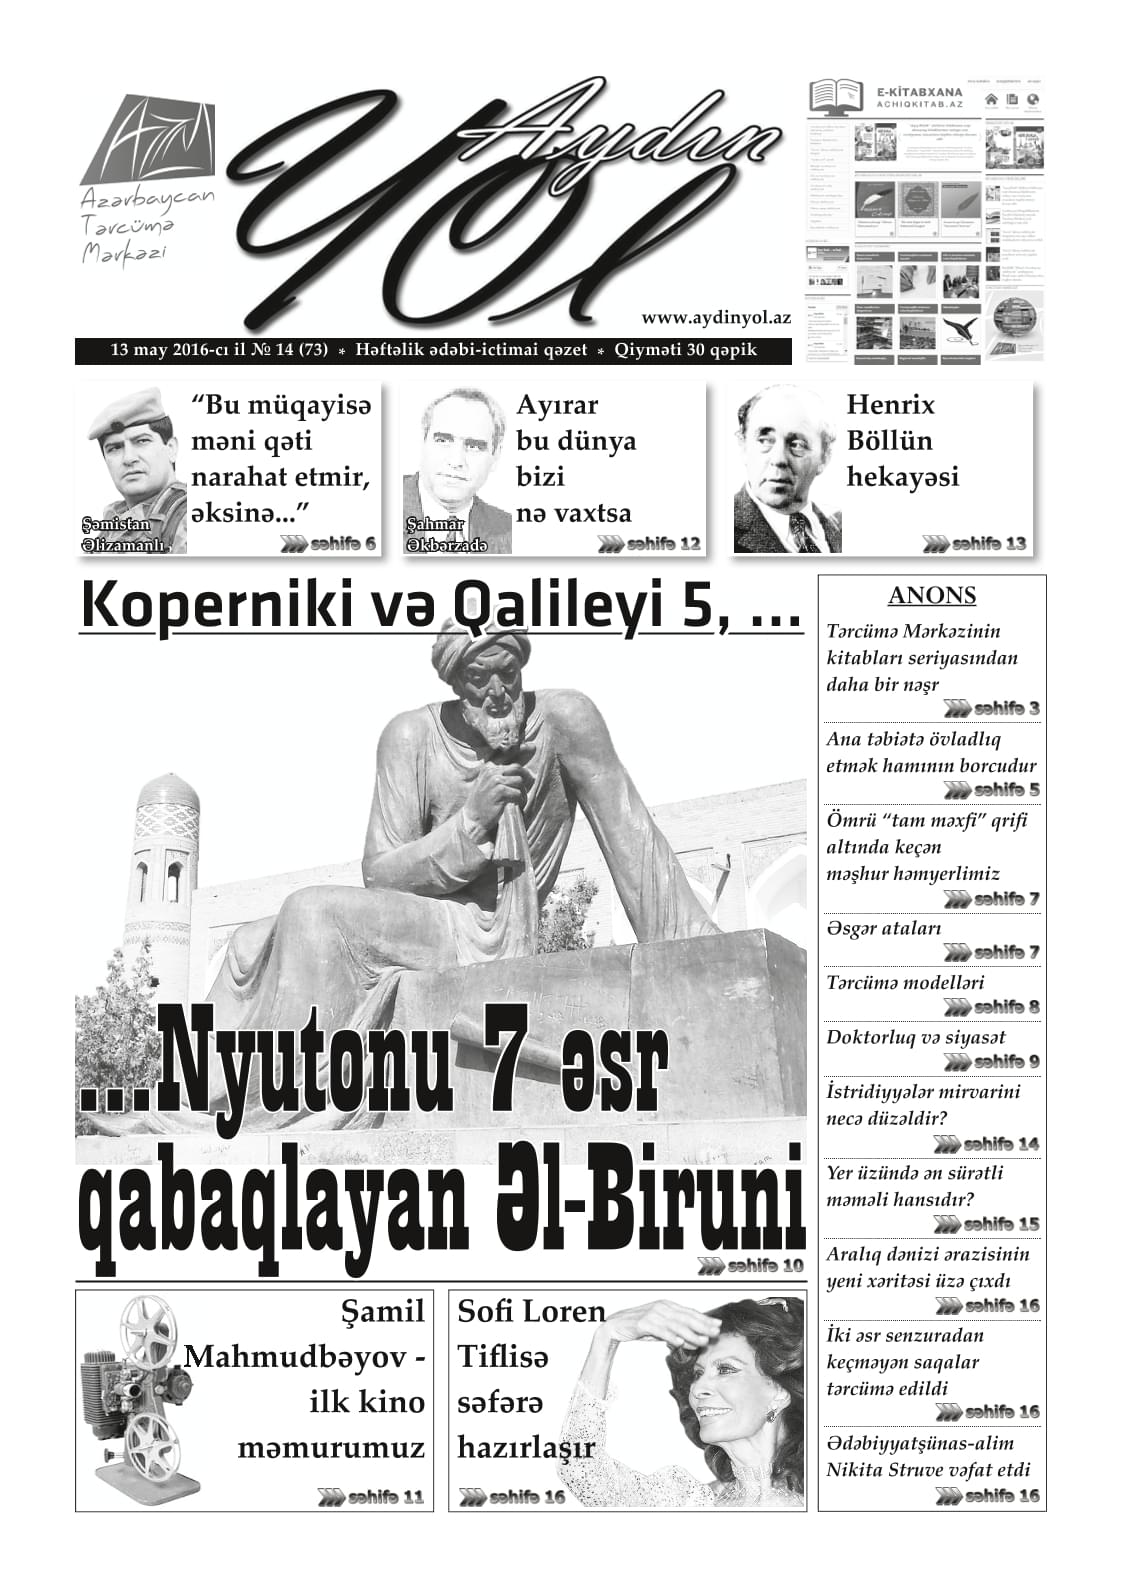 Azərbaycan
Tərcümə
Mərkəzi
Aydın
Yol
www.aydinyol.az
E-KİTABXANA
ACHIQKITAB.AZ
13 may 2016-cı il № 14 (73) * Həftəlik ədəbi-ictimai qəzet * Qiyməti 30 qəpik
“Bu müqayisə
məni qəti
narahat etmir,
əksinə...”
Şəmistan
Əlizamanlı
səhifə 6
Ayırar
bu dünya
bizi
nə vaxtsa
Şahmar
Əkbərzadə
səhifə 12
Henrix
Böllün
hekayəsi
səhifə 13
Koperniki və Qalileyi 5, ...
...Nyutonu 7 əsr
qabaqlayan Əl-Biruni
səhifə 10
Şamil
Mahmudbəyov -
ilk kino
məmurumuz
səhifə 11
Sofi Loren
Tiflisə
səfərə
hazırlaşır
səhifə 16
ANONS
Tərcümə Mərkəzinin
kitabları seriyasından
daha bir nəşr
səhifə 3
Ana təbiətə övladlıq
etmək hamının borcudur
səhifə 5
Ömrü “tam məxfi” qrifi
altında keçən
məşhur həmyerlimiz
səhifə 7
Əsgər ataları
səhifə 7
Tərcümə modelləri
səhifə 8
Doktorluq və siyasət
səhifə 9
İstridiyyələr mirvarini
necə düzəldir?
səhifə 14
Yer üzündə ən sürətli
məməli hansıdır?
səhifə 15
Aralıq dənizi ərazisinin
yeni xəritəsi üzə çıxdı
səhifə 16
İki əsr senzuradan
keçməyən saqalar
tərcümə edildi
səhifə 16
Ədəbiyyatşünas-alim
Nikita Struve vəfat etdi
səhifə 16